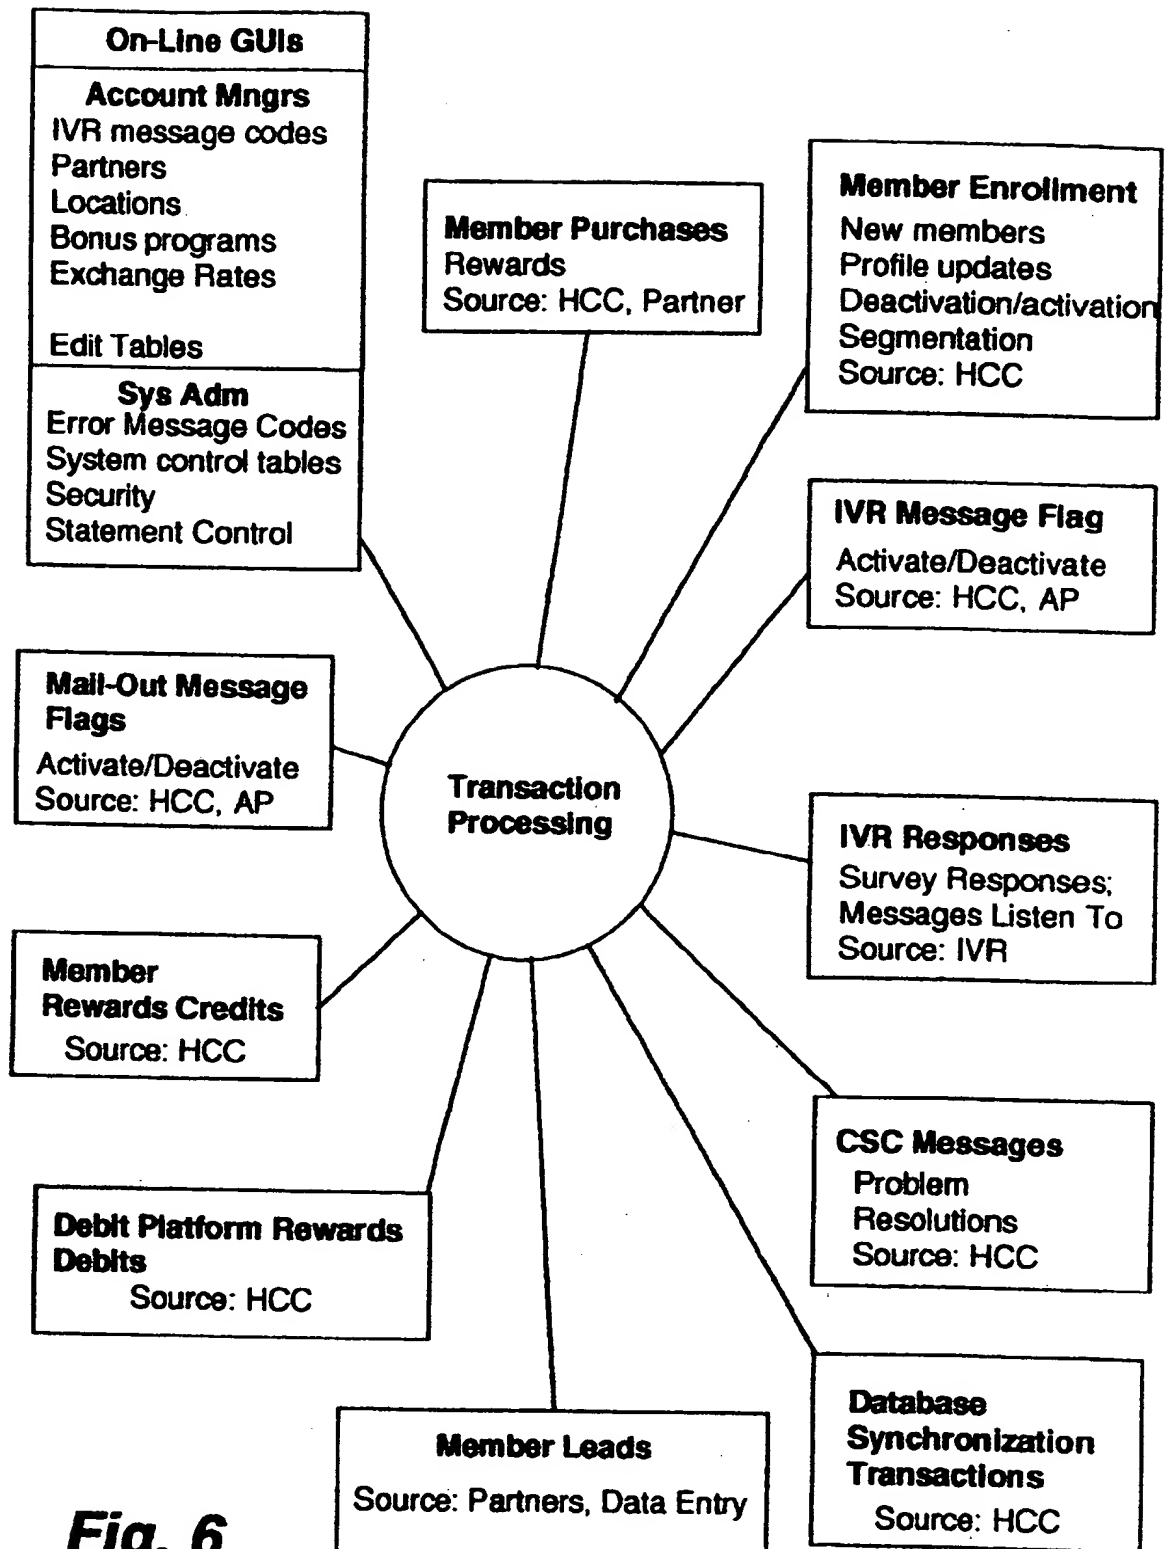 On-Line GUIs
Account Mngrs
IVR message codes
Partners
Locations
Bonus programs
Exchange Rates
Edit Tables
Sys Adm
Error Message Codes
System control tables
Security
Statement Control
Member Purchases
Rewards
Source: HCC, Partner
Member Enrollment
New members
Profile updates
Deactivation/activation
Segmentation
Source: HCC
IVR Message Flag
Activate/Deactivate
Source: HCC, AP
Mail-Out Message
Flags
Activate/Deactivate
Source: HCC, AP
Transaction
Processing
IVR Responses
Survey Responses;
Messages Listen To
Source: IVR
Member
Rewards Credits
Source: HCC
CSC Messages
Problem
Resolutions
Source: HCC
Debit Platform Rewards
Debits
Source: HCC
Database
Synchronization
Transactions
Source: HCC
Member Leads
Source: Partners, Data Entry
Fig. 6